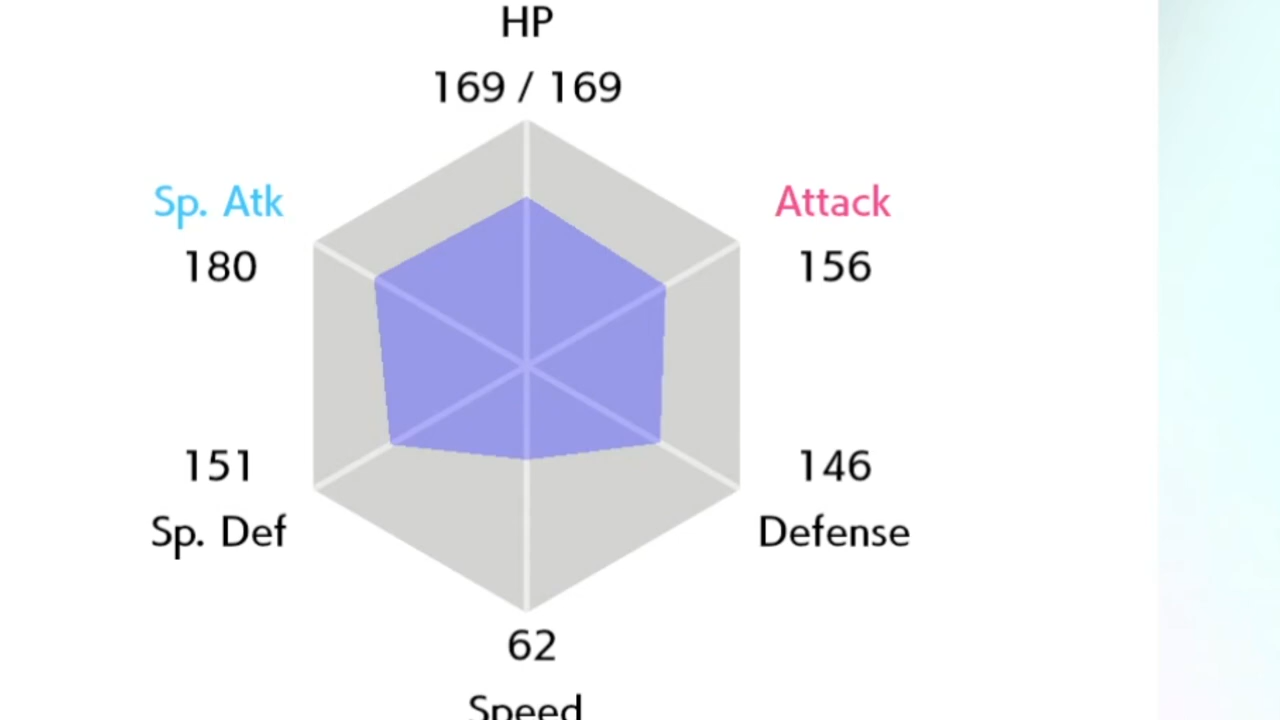 HP
169 / 169
Sp. Atk
180
Attack
156
151
Sp. Def
146
Defense
62
Speed